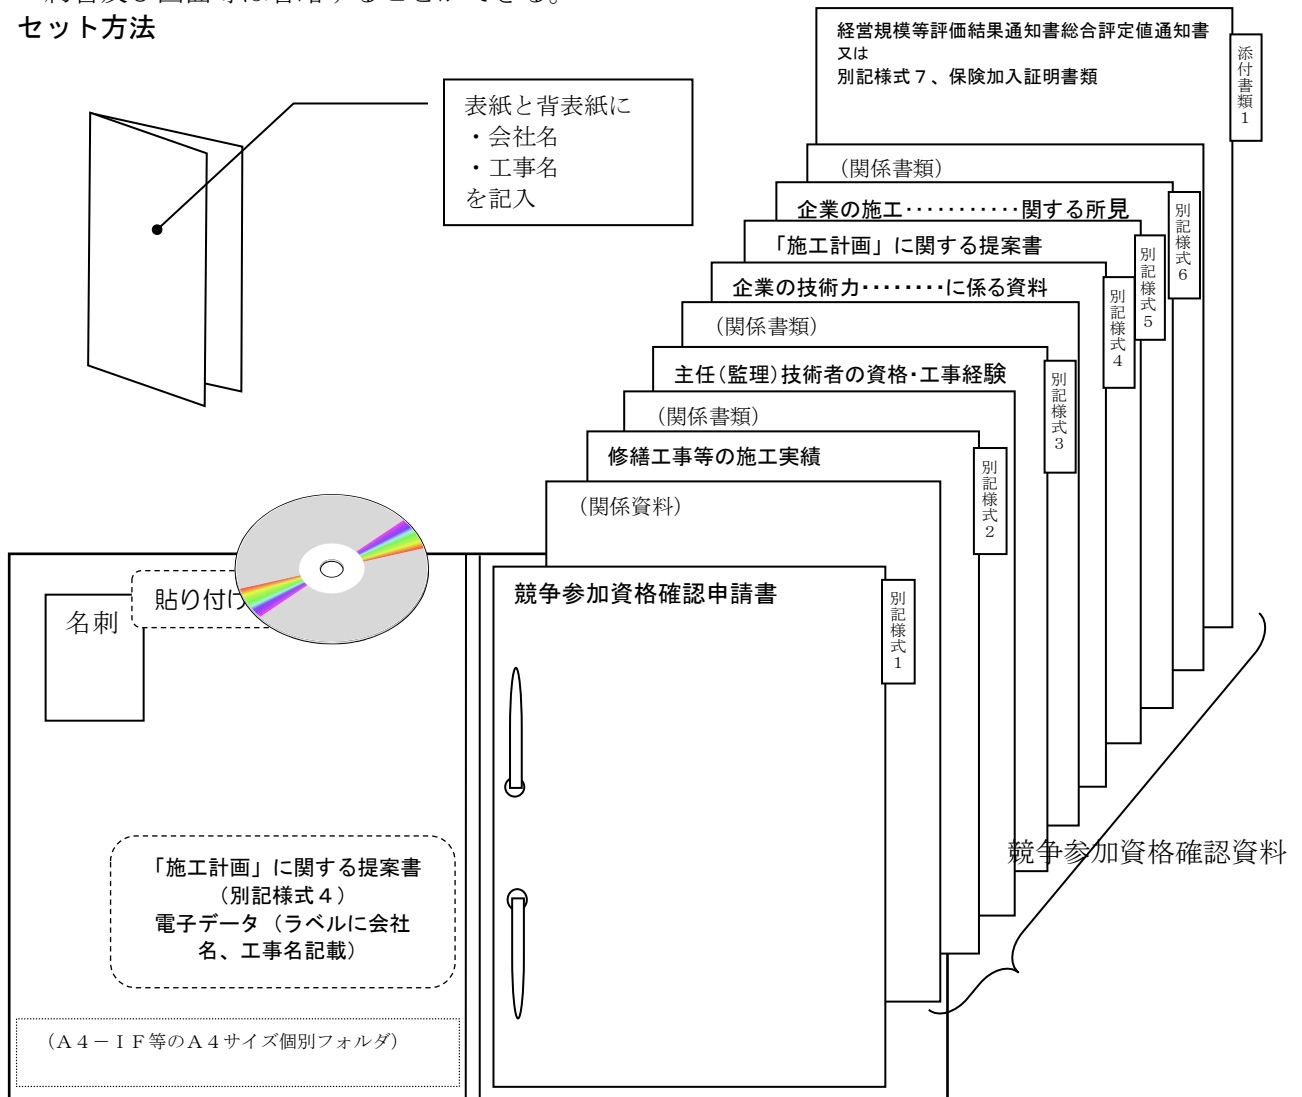 セット方法
表紙と背表紙に
・会社名
・工事名
を記入
経営規模等評価結果通知書総合評定値通知書
又は
別記様式７、保険加入証明書類
添付書類１
（関係書類）
企業の施工‥‥‥‥‥‥関する所見
別記様式６
「施工計画」に関する提案書
別記様式５
企業の技術力‥‥‥‥に係る資料
別記様式４
（関係書類）
主任（監理）技術者の資格・工事経験
別記様式３
（関係書類）
修繕工事等の施工実績
別記様式２
（関係資料）
競争参加資格確認申請書
別記様式１
貼り付け
名刺
「施工計画」に関する提案書
（別記様式４）
電子データ（ラベルに会社
名、工事名記載）
（Ａ４－ＩＦ等のＡ４サイズ個別フォルダ）
競争参加資格確認資料